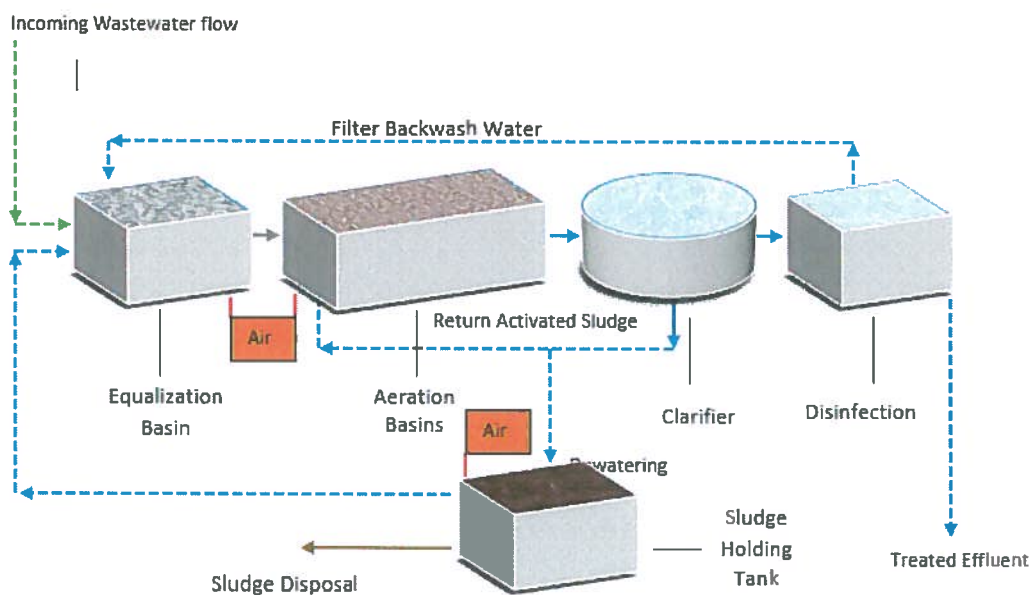 Incoming Wastewater flow
Filter Backwash Water
Return Activated Sludge
Air
Equalization
Basin
Aeration
Basins
Clarifier
Disinfection
Air
Dewatering
Sludge
Holding
Tank
Sludge Disposal
Treated Effluent